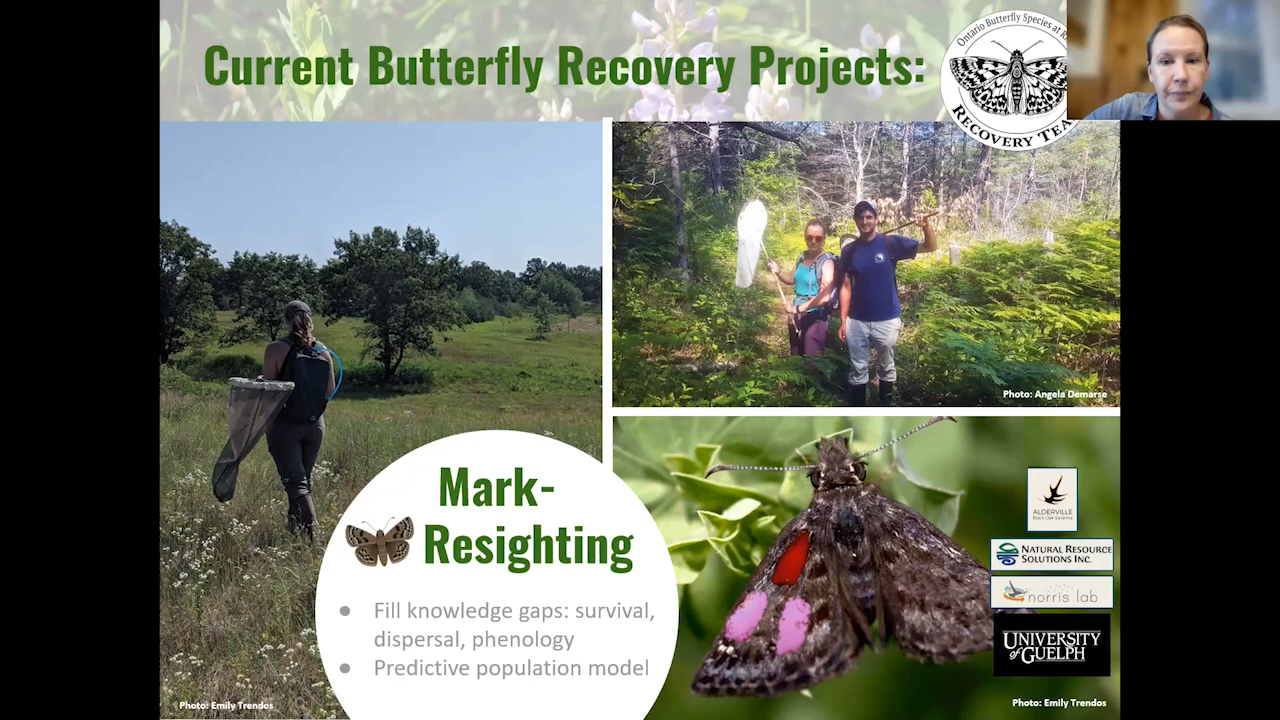 Current Butterfly Recovery Projects:
Ontario Butterfly Species at
RECOVERY
Photo: Angela Demarse
Mark-
Resighting
● Fill knowledge gaps: survival,
dispersal, phenology
● Predictive population model
Photo: Emily Trendos
ALDERVILLE
Black Oak Savanna
NATURAL RESOURCE
SOLUTIONS INC.
norris lab
UNIVERSITY
of GUELPH
Photo: Emily Trendos